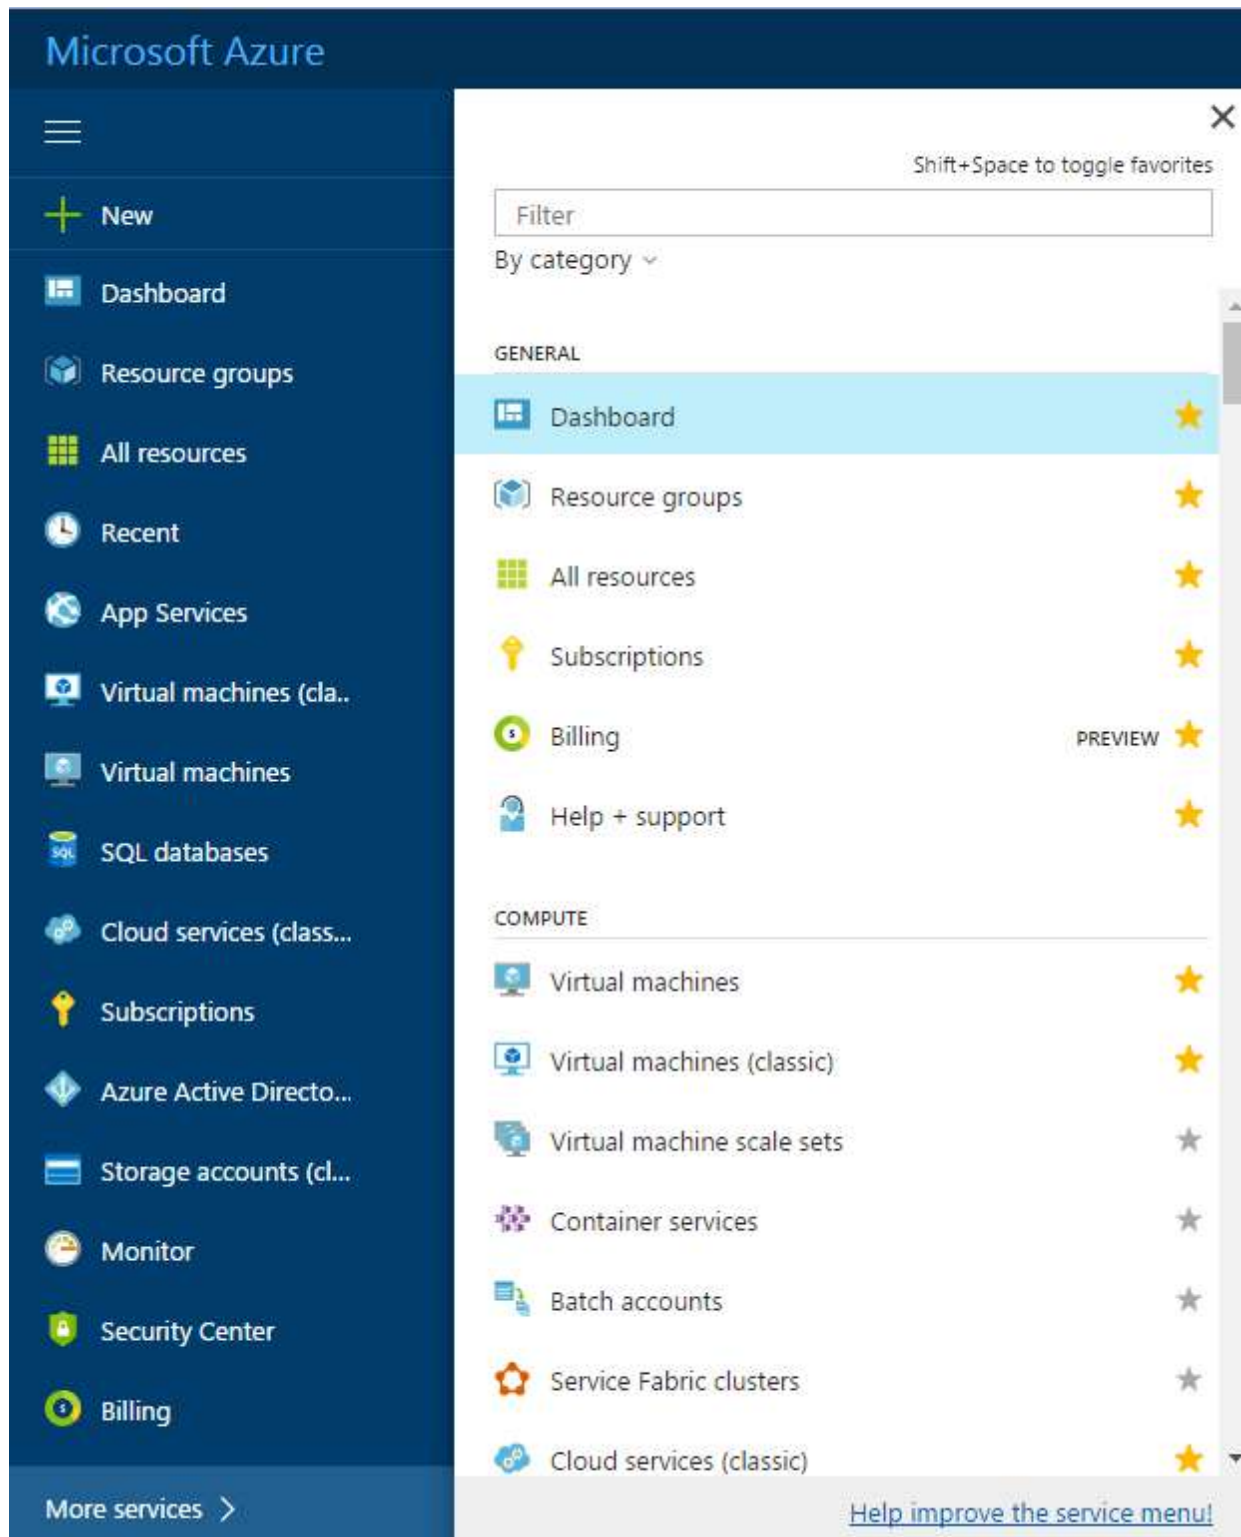 Microsoft Azure
New
Dashboard
Resource groups
All resources
Recent
App Services
Virtual machines (cla..
Virtual machines
SQL databases
Cloud services (class...
Subscriptions
Azure Active Directo...
Storage accounts (cl...
Monitor
Security Center
Billing
More services
Shift+Space to toggle favorites
Filter
By category
GENERAL
Dashboard
Resource groups
All resources
Subscriptions
Billing PREVIEW
Help + support
COMPUTE
Virtual machines
Virtual machines (classic)
Virtual machine scale sets
Container services
Batch accounts
Service Fabric clusters
Cloud services (classic)
Help improve the service menu!